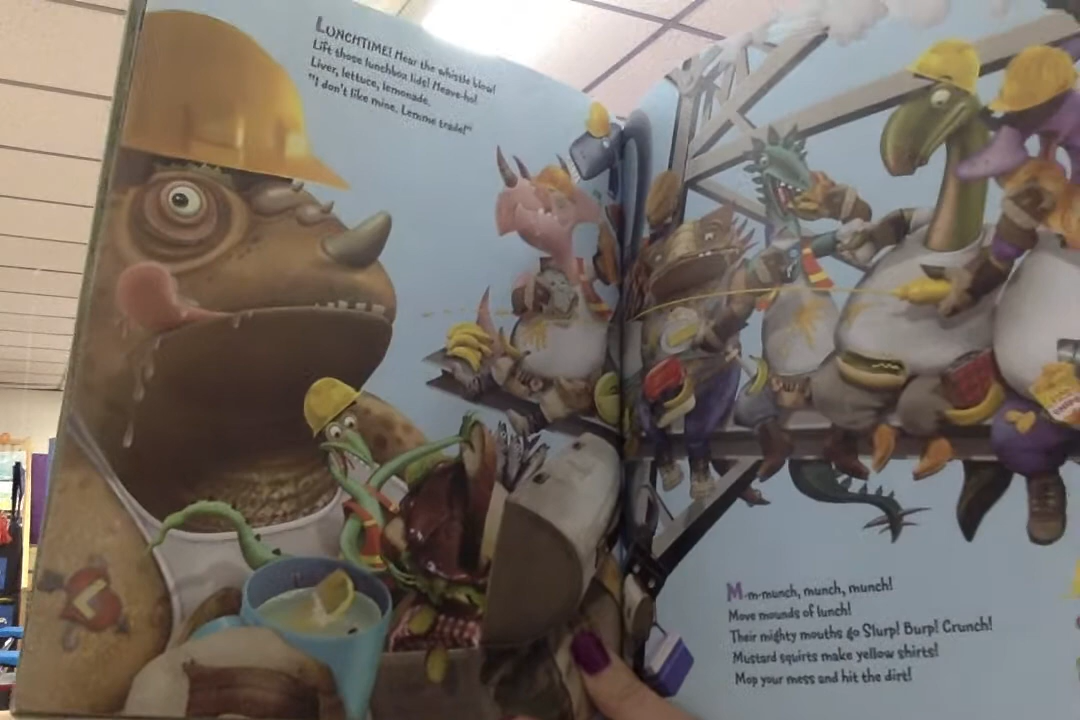 LUNCHTIME! Hear the whistle blow!
Lift those lunchbox lids! Heave-ho!
Liver, lettuce, lemonade.
"I don't like mine. Lemme trade!"
L
M-m-munch, munch, munch!
Move mounds of lunch!
Their mighty mouths go Slurp! Burp! Crunch!
Mustard squirts make yellow shirts!
Mop your mess and hit the dirt!